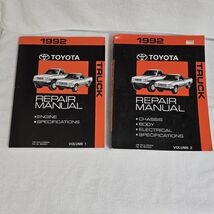 1992
TOYOTA
TRUCK
REPAIR
MANUAL
• ENGINE
• SPECIFICATIONS
VOLUME 1
1992
TOYOTA
TRUCK
REPAIR
MANUAL
• CHASSIS
• BODY
• ELECTRICAL
• SPECIFICATIONS
VOLUME 2